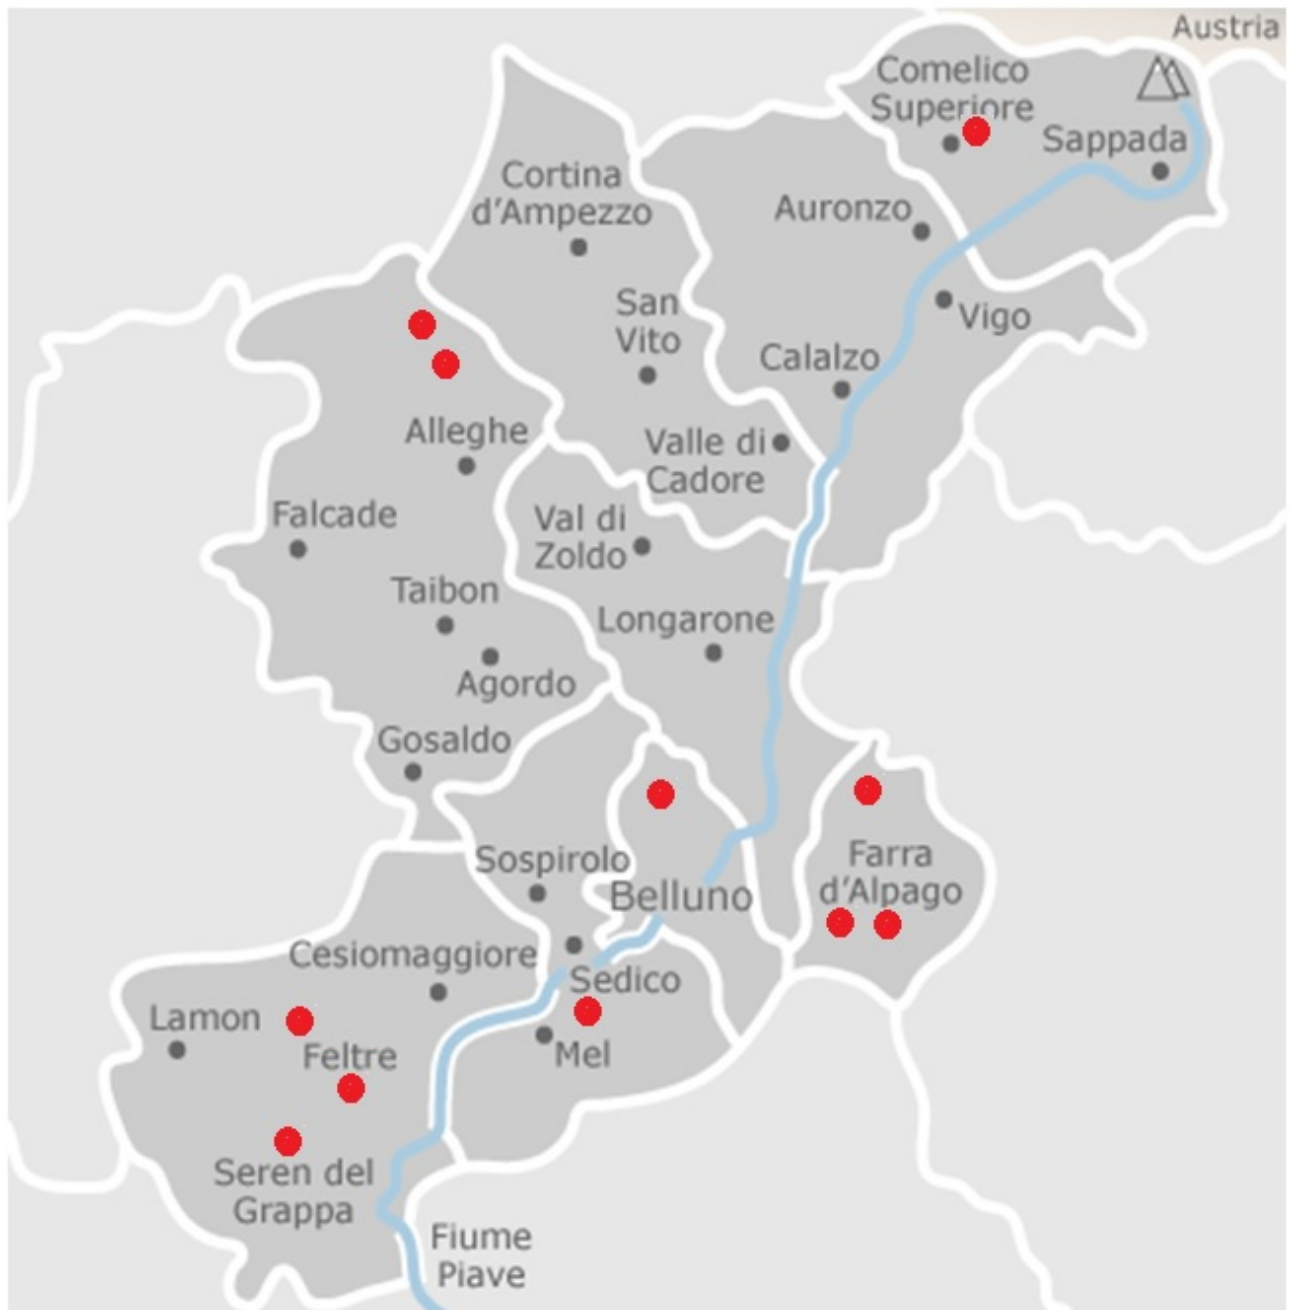 Austria
Comelico
Superiore
Sappada
Cortina
d'Ampezzo
Auronzo
San
Vito
Vigo
Calalzo
Alleghe
Valle di
Cadore
Falcade
Val di
Zoldo
Taibon
Longarone
Agordo
Gosaldo
Sospirolo
Farra
d'Alpago
Belluno
Cesiomaggiore
Sedico
Lamon
Feltre
Mel
Seren del
Grappa
Fiume
Piave